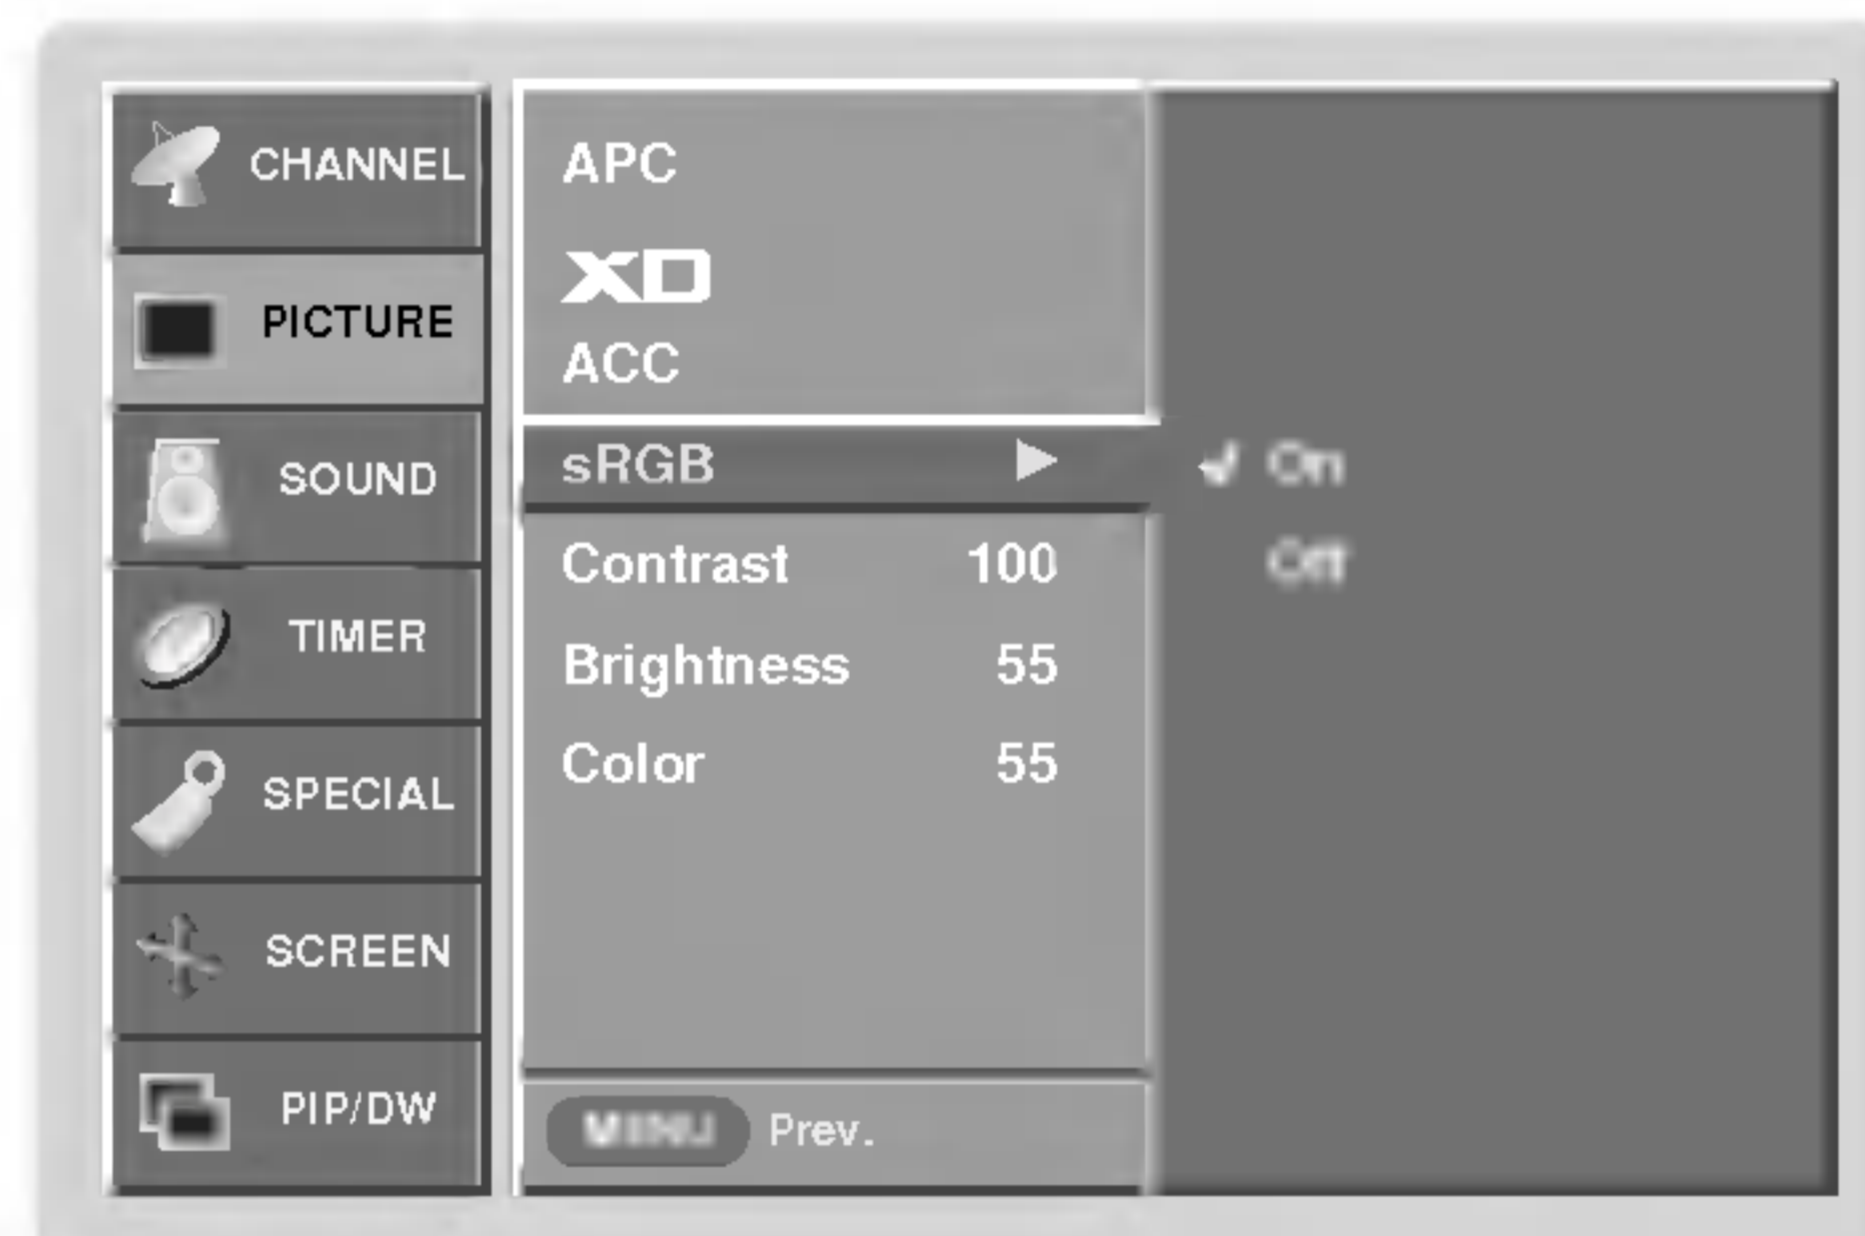 CHANNEL
PICTURE
SOUND
TIMER
SPECIAL
SCREEN
PIP/DW
APC
XD
ACC
sRGB
Contrast 100
Brightness 55
Color 55
MENU Prev.
On
Off